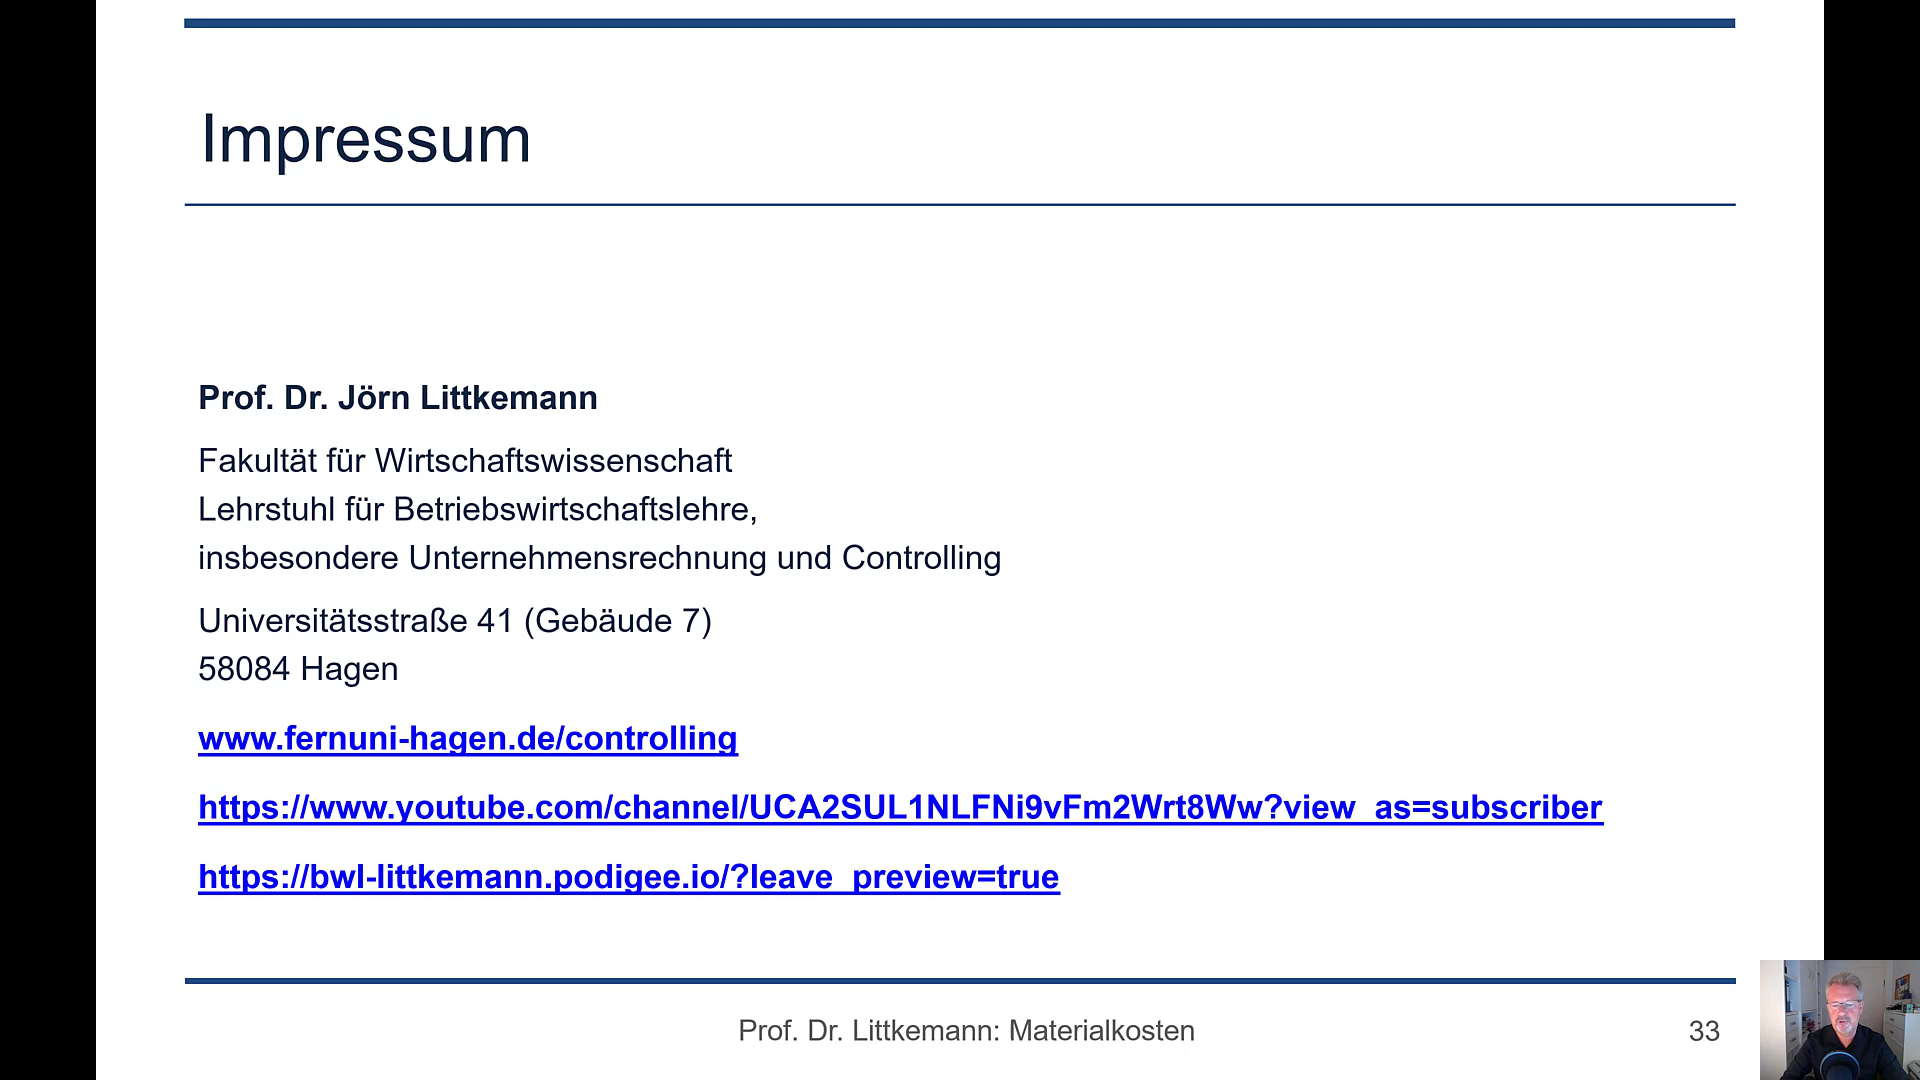 Impressum
Prof. Dr. Jörn Littkemann
Fakultät für Wirtschaftswissenschaft
Lehrstuhl für Betriebswirtschaftslehre,
insbesondere Unternehmensrechnung und Controlling
Universitätsstraße 41 (Gebäude 7)
58084 Hagen
www.fernuni-hagen.de/controlling
https://www.youtube.com/channel/UCA2SUL1NLFNi9vFm2Wrt8Ww?view_as=subscriber
https://bwl-littkemann.podigee.io/?leave_preview=true
Prof. Dr. Littkemann: Materialkosten
33